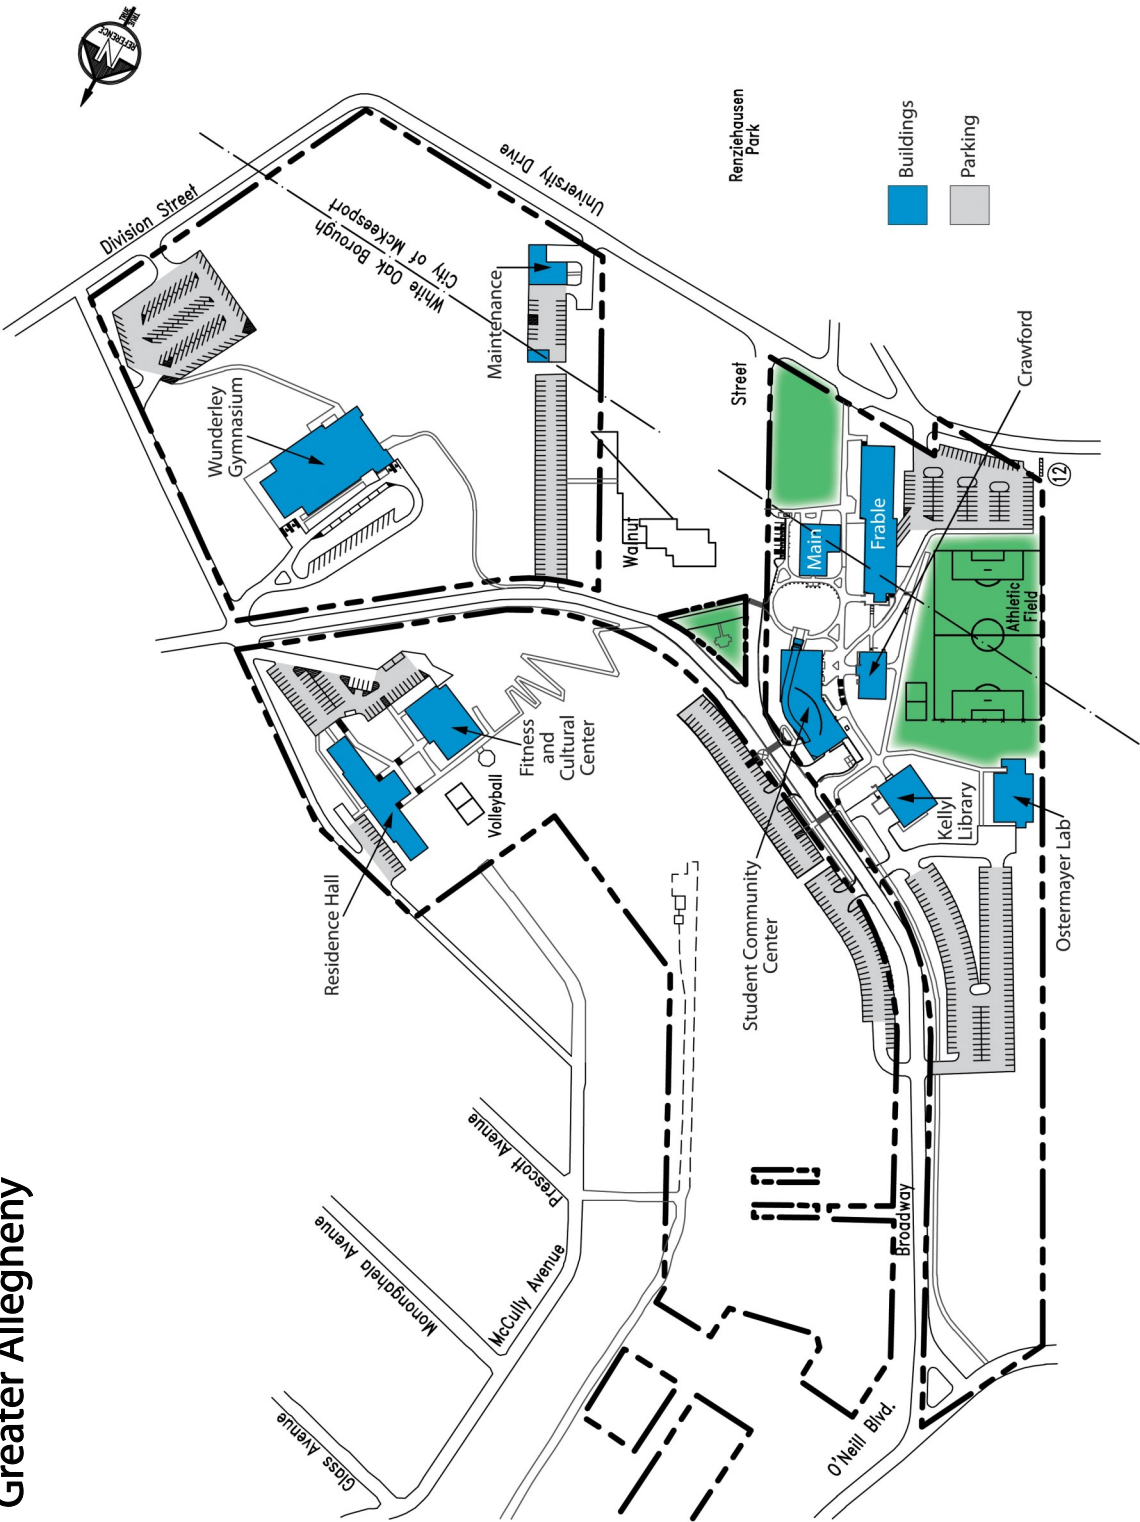 Greater Allegheny
TRUE
REFERENCE
N
Division Street
University Drive
White Oak Borough
City of McKeesport
Renziehausen
Park
Buildings
Parking
Maintenance
Wunderley
Gymnasium
Walnut
Street
Crawford
Main
Frable
12
Athletic
Field
Fitness
and
Cultural
Center
Volleyball
Residence Hall
Student Community
Center
Kelly
Library
Ostermayer Lab
Prescott Avenue
Monongahela Avenue
McCully Avenue
Glass Avenue
Broadway
O'Neill Blvd.